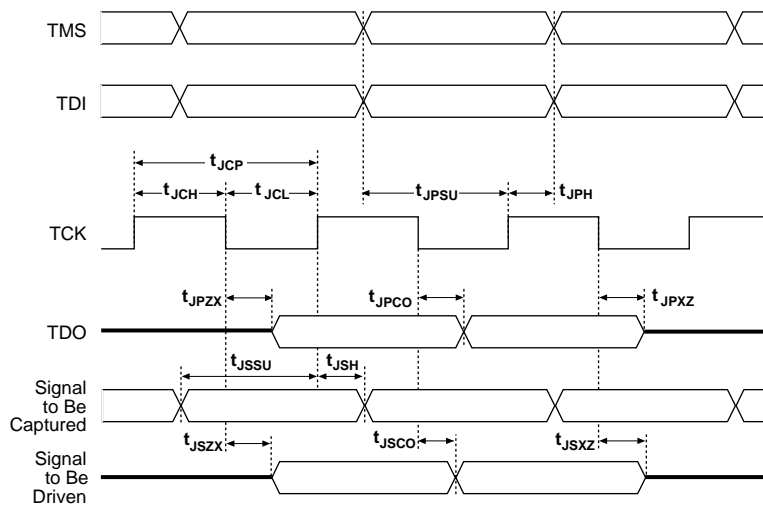 TMS
TDI
tJCP
tJCH
tJCL
tJPSU
tJPH
TCK
tJPZX
tJPCO
tJPXZ
TDO
tJSSU
tJSH
Signal
to Be
Captured
tJSZX
tJSCO
tJSXZ
Signal
to Be
Driven